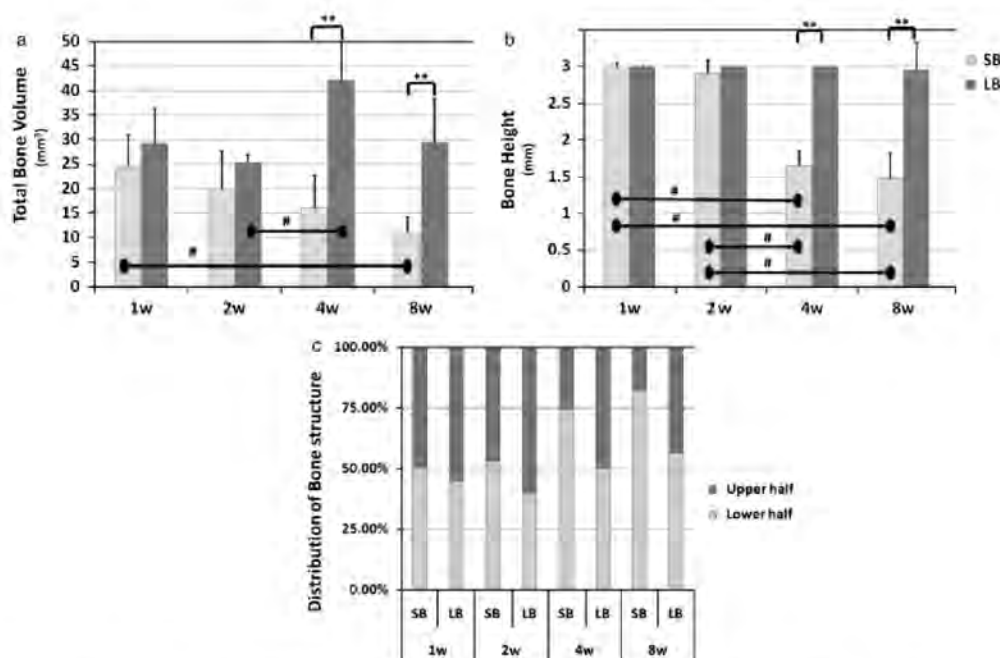 a
**
**
Total Bone Volume
(mm³)
50
45
40
35
30
25
20
15
10
5
0
#
#
1w 2w 4w 8w
b
**
**
Bone Height
(mm)
3
2.5
2
1.5
1
0.5
0
#
#
#
#
1w 2w 4w 8w
SB
LB
c
Distribution of Bone structure
100.00%
75.00%
50.00%
25.00%
0.00%
SB LB SB LB SB LB SB LB
1w 2w 4w 8w
Upper half
Lower half